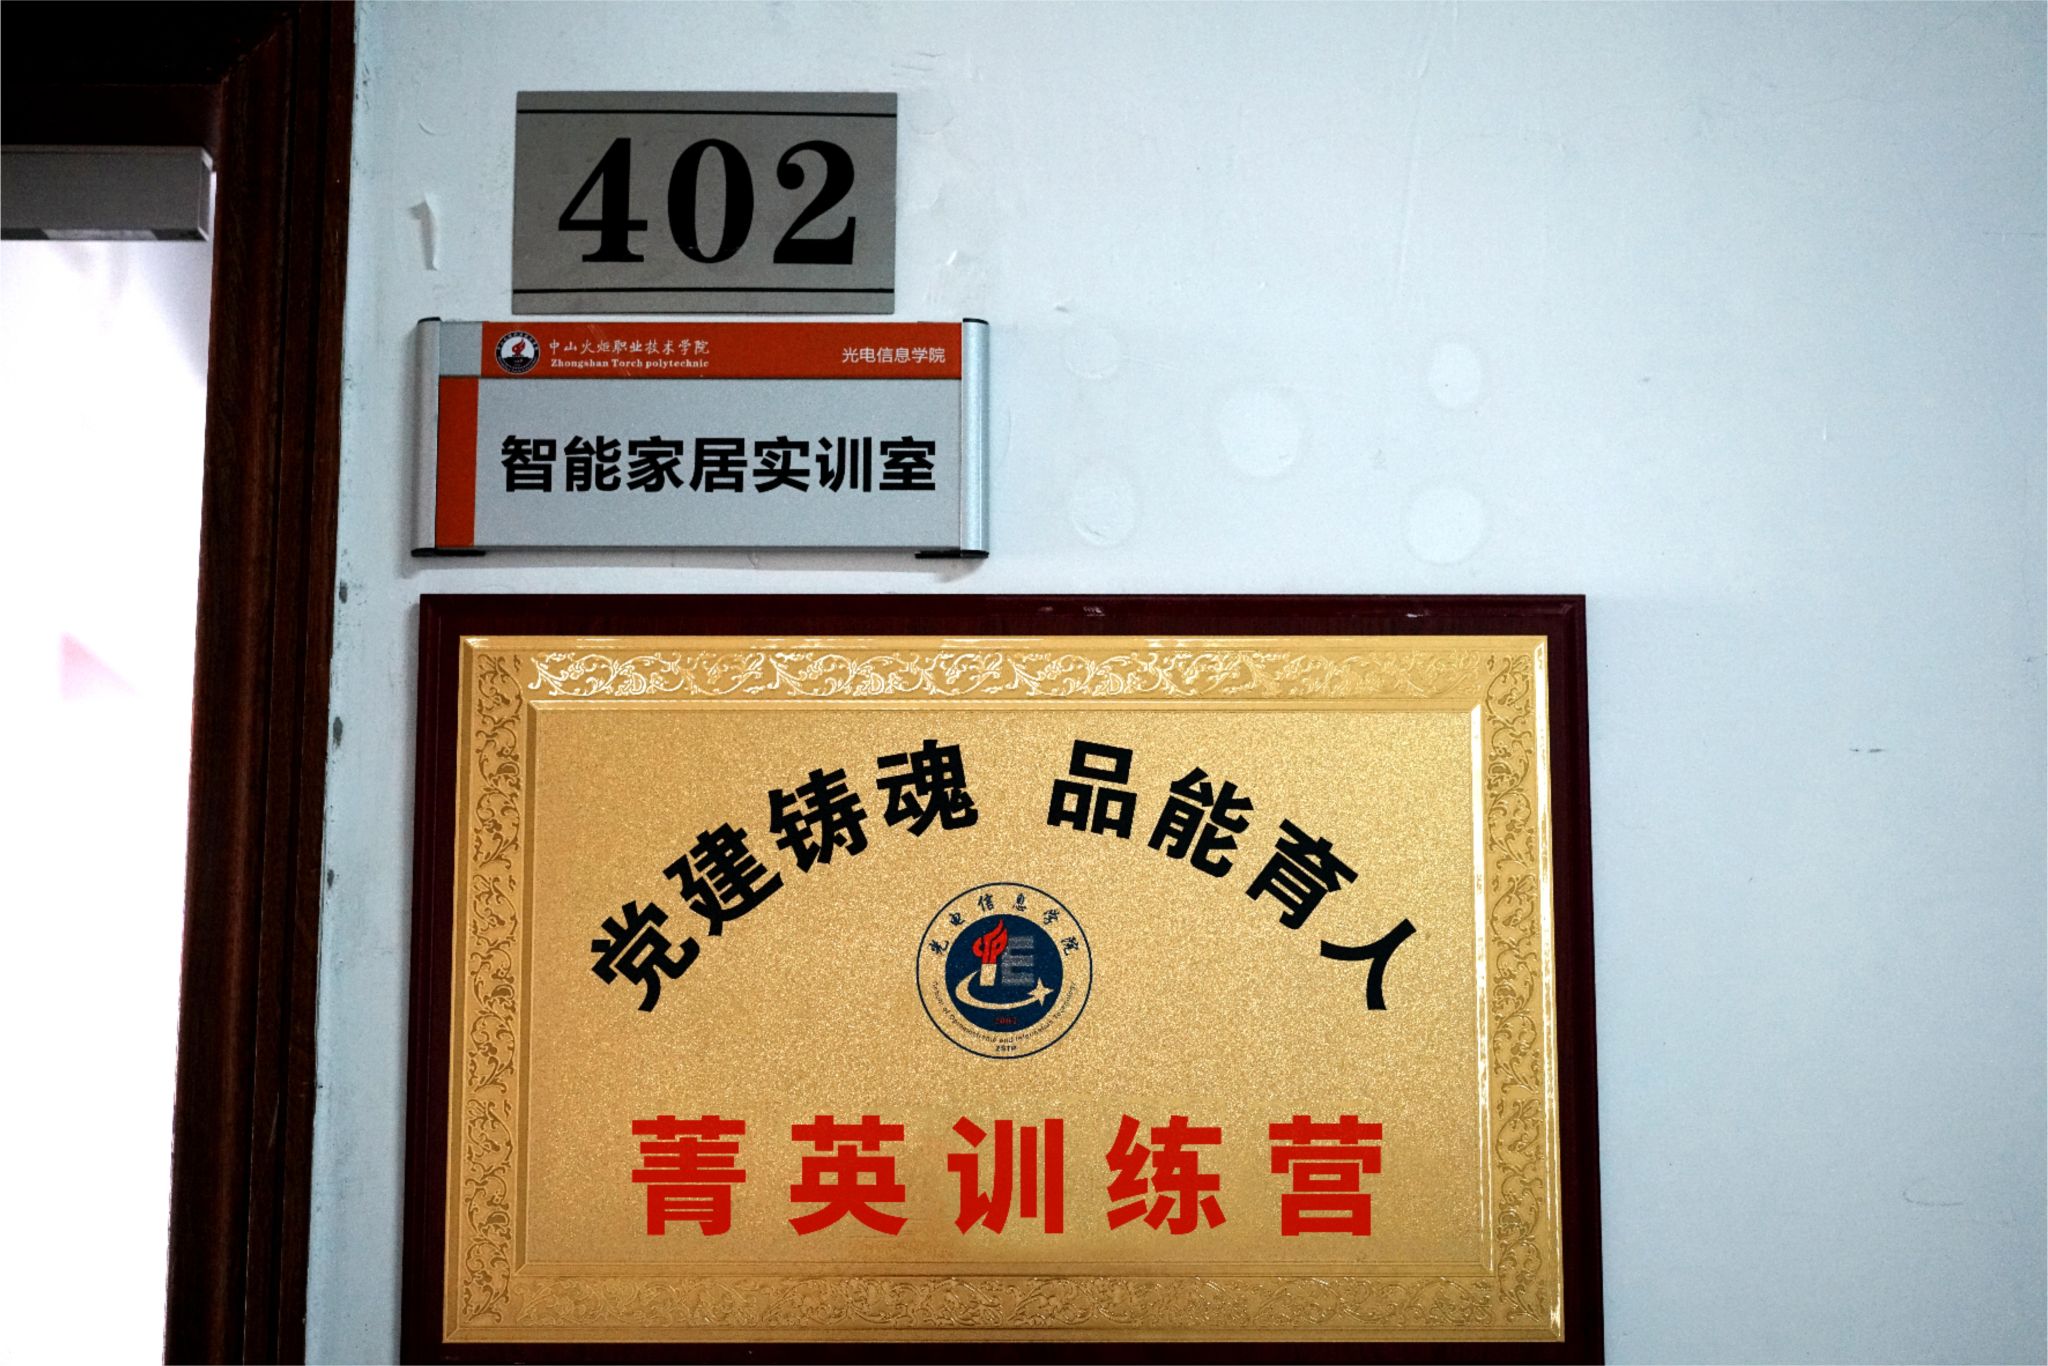 402
中山火炬职业技术学院
Zhongshan Torch polytechnic
光电信息学院
智能家居实训室
党建铸魂 品能育人
光电信息学院
2004
ZSTP
菁英训练营